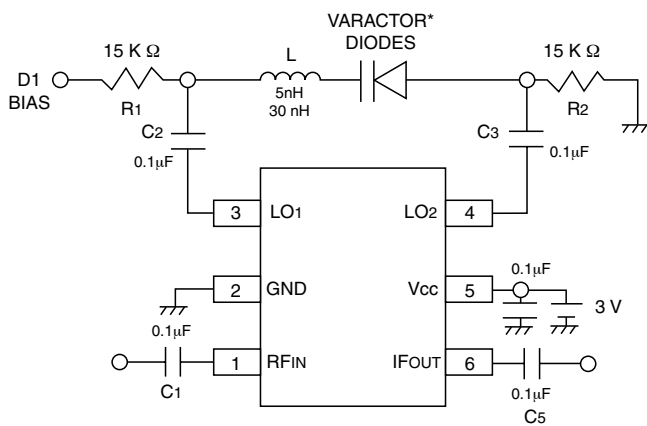 VARACTOR*
DIODES
15 K Ω
L
15 K Ω
D1
BIAS
R1
5nH
30 nH
R2
C2
0.1µF
C3
0.1µF
3
LO1
LO2
4
2
GND
VCC
5
0.1µF
3 V
0.1µF
1
RFIN
IFOUT
6
C1
0.1µF
C5